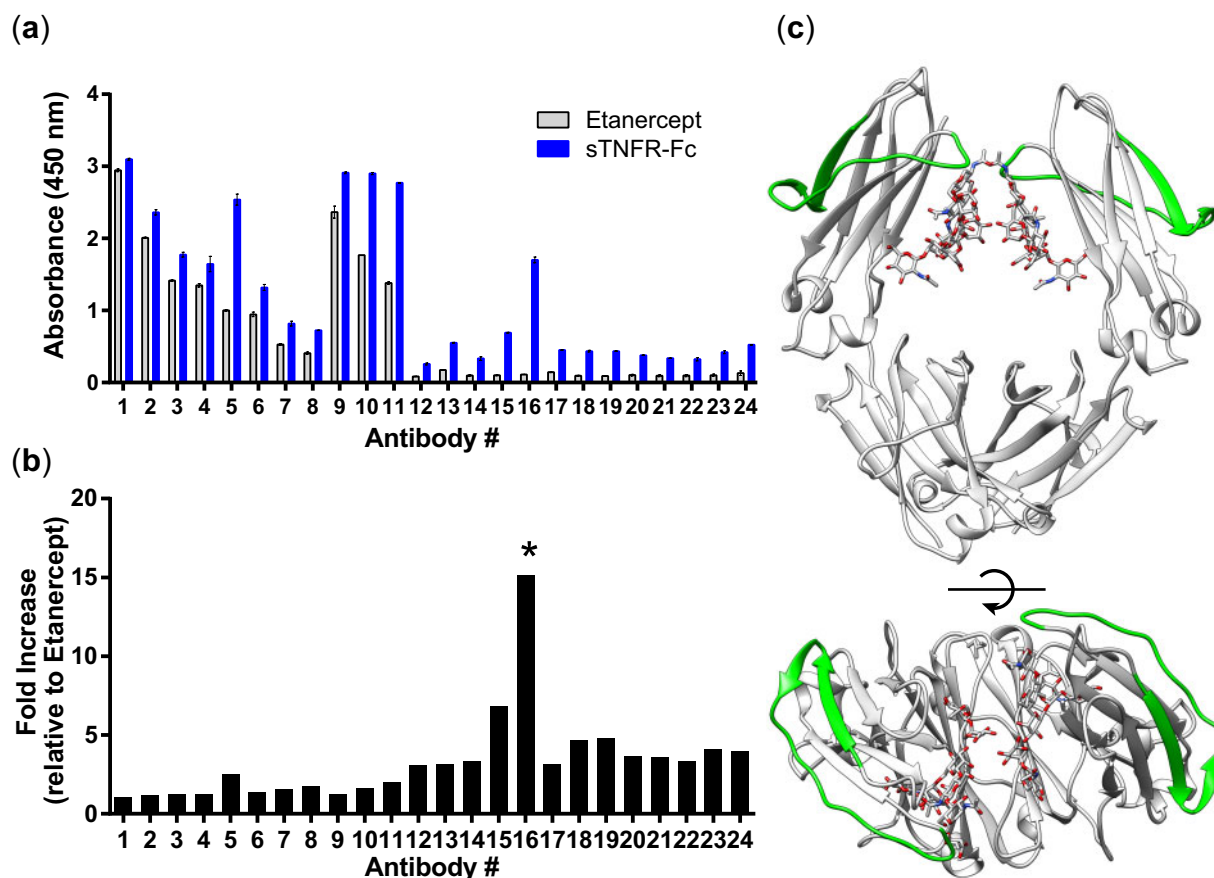 (a)
Absorbance (450 nm)
4
3
2
1
0
Etanercept
sTNFR-Fc
1 2 3 4 5 6 7 8 9 10 11 12 13 14 15 16 17 18 19 20 21 22 23 24
Antibody #
(b)
Fold Increase
(relative to Etanercept)
20
15
10
5
0
*
1 2 3 4 5 6 7 8 9 10 11 12 13 14 15 16 17 18 19 20 21 22 23 24
Antibody #
(c)